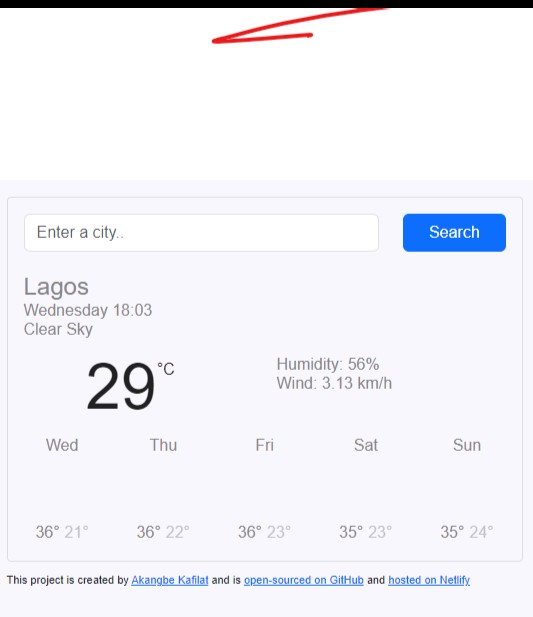 Enter a city..
Search
Lagos
Wednesday 18:03
Clear Sky
29°C
Humidity: 56%
Wind: 3.13 km/h
Wed Thu Fri Sat Sun
36° 21° 36° 22° 36° 23° 35° 23° 35° 24°
This project is created by Akangbe Kafilat and is open-sourced on GitHub and hosted on Netlify